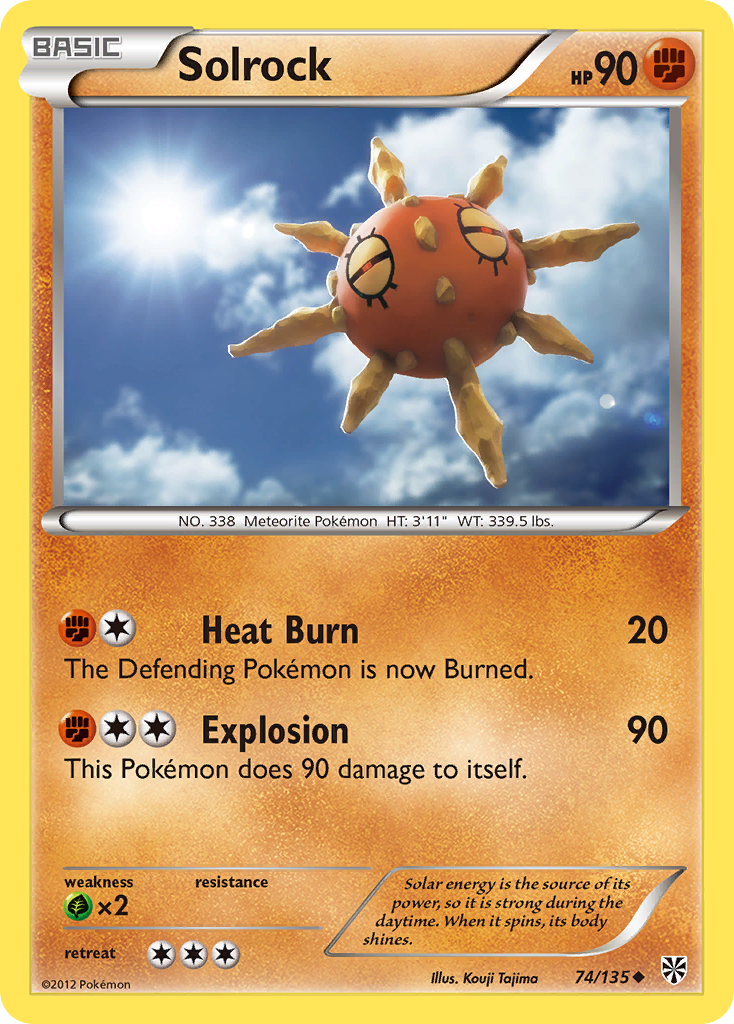 BASIC
Solrock
HP 90
NO. 338 Meteorite Pokémon HT: 3'11" WT: 339.5 lbs.
Heat Burn 20
The Defending Pokémon is now Burned.
Explosion 90
This Pokémon does 90 damage to itself.
weakness resistance
×2
retreat
Solar energy is the source of its
power, so it is strong during the
daytime. When it spins, its body
shines.
©2012 Pokémon
Illus. Kouji Tajima
74/135